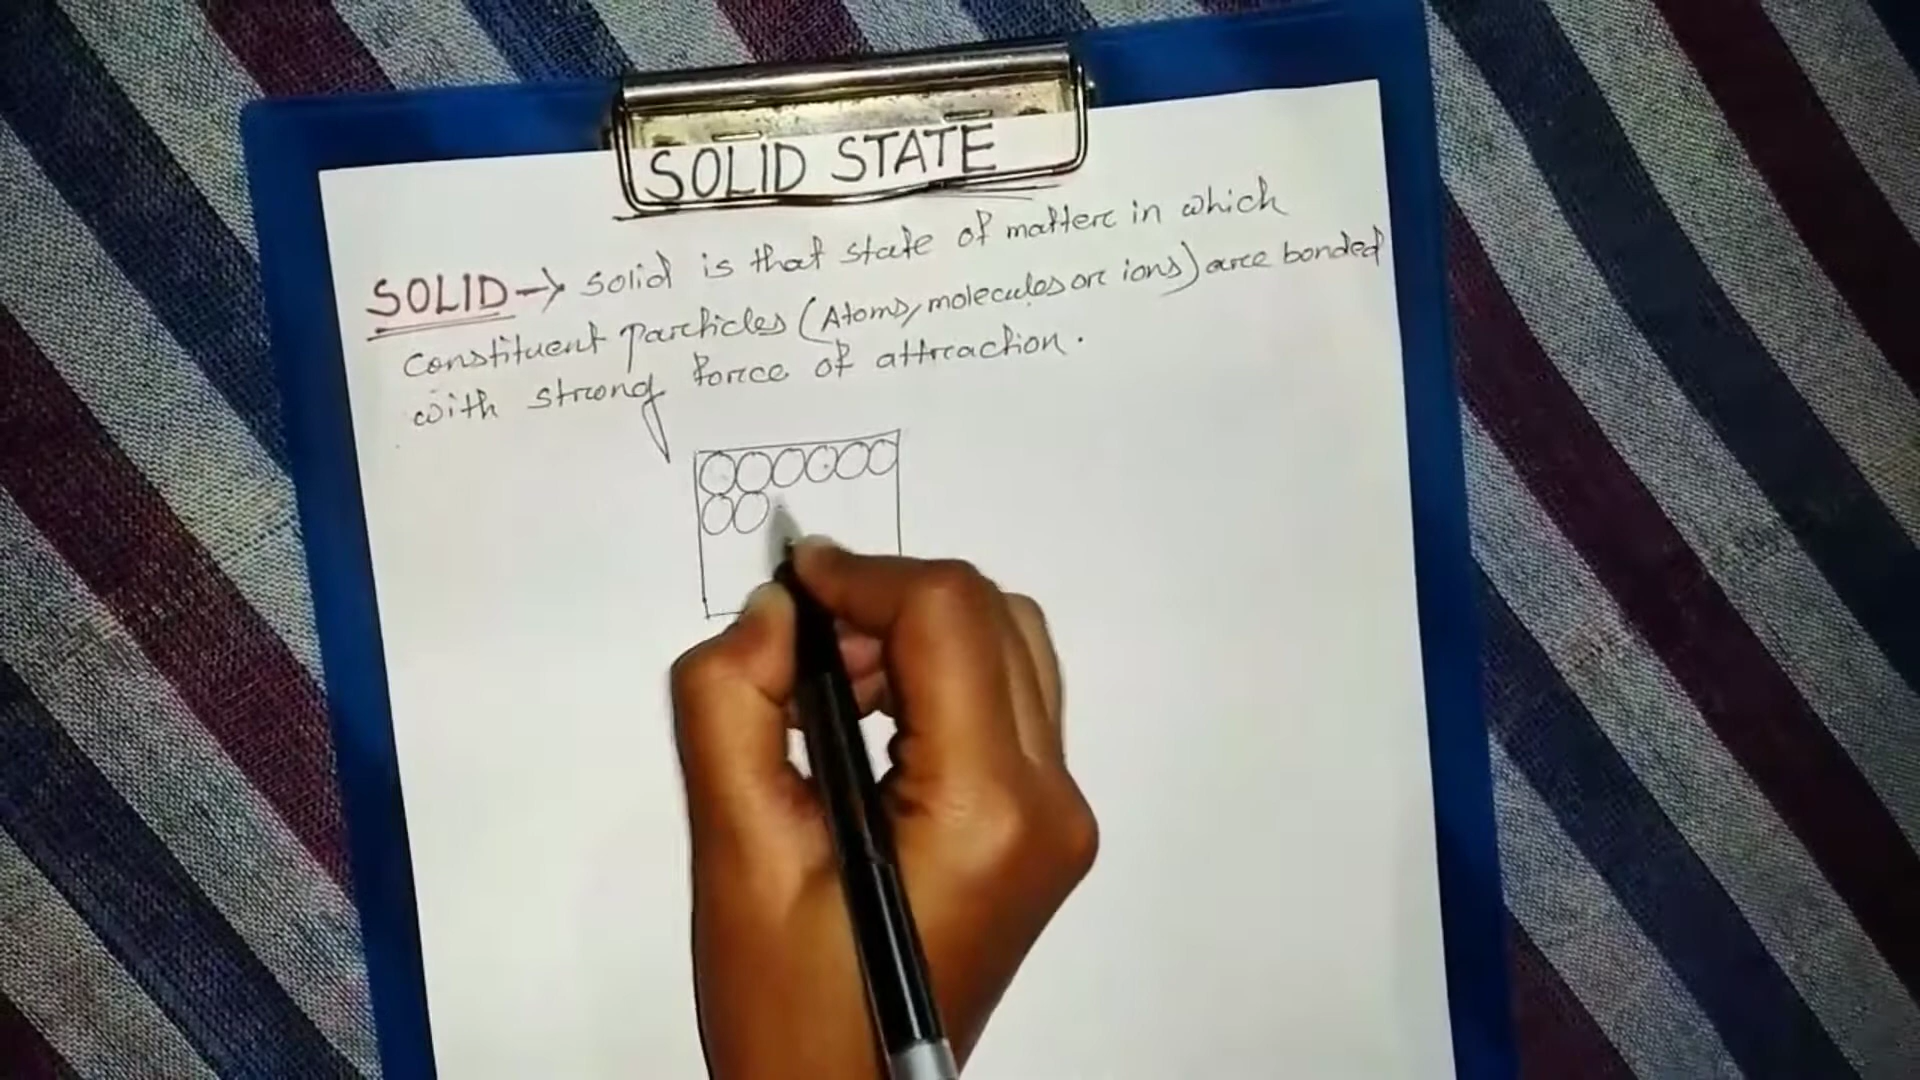 SOLID STATE
SOLID → Solid is that state of matter in which
constituent particles (Atoms, molecules or ions) are bonded
with strong force of attraction.